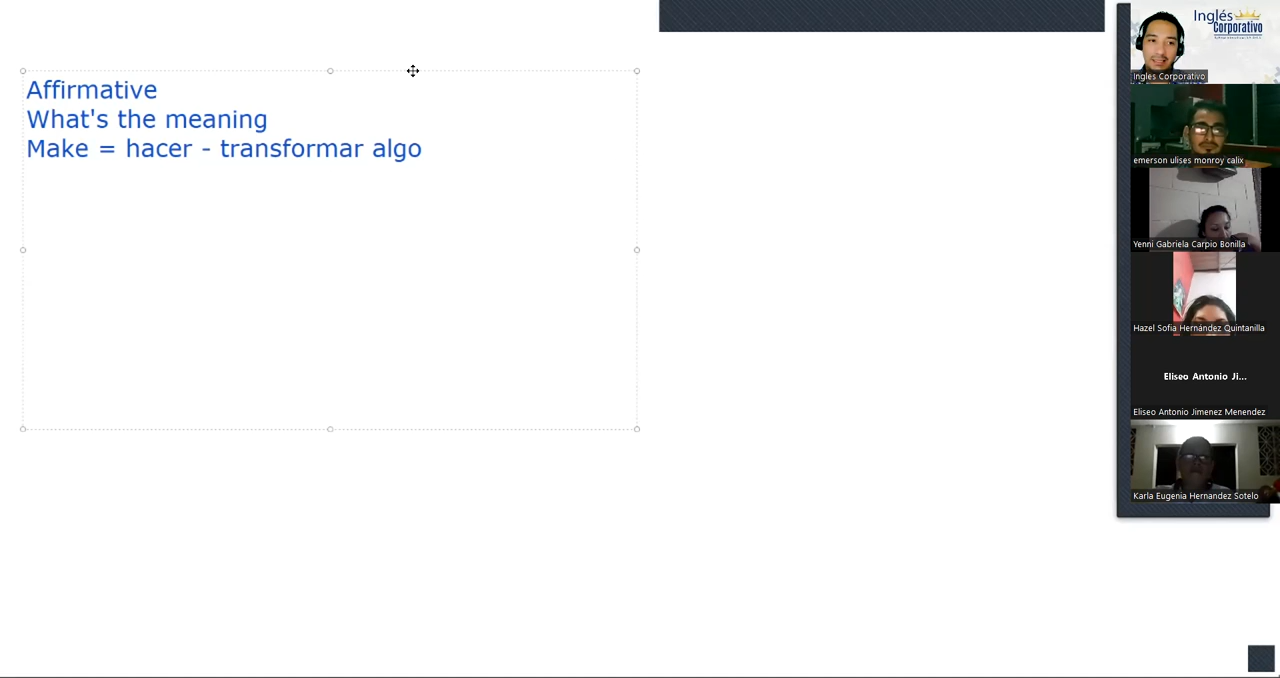 Affirmative
What's the meaning
Make = hacer - transformar algo
Inglés
Corporativo
Ingles Corporativo
emerson ulises monroy calix
Yenni Gabriela Carpio Bonilla
Hazel Sofia Hernández Quintanilla
Eliseo Antonio Ji...
Eliseo Antonio Jimenez Menendez
Karla Eugenia Hernandez Sotelo